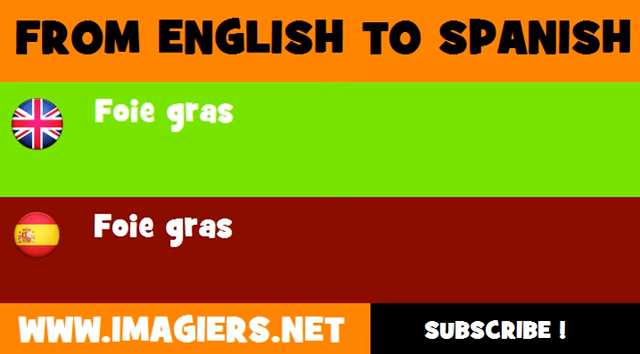 FROM ENGLISH TO SPANISH
Foie gras
Foie gras
WWW.IMAGIERS.NET
SUBSCRIBE !